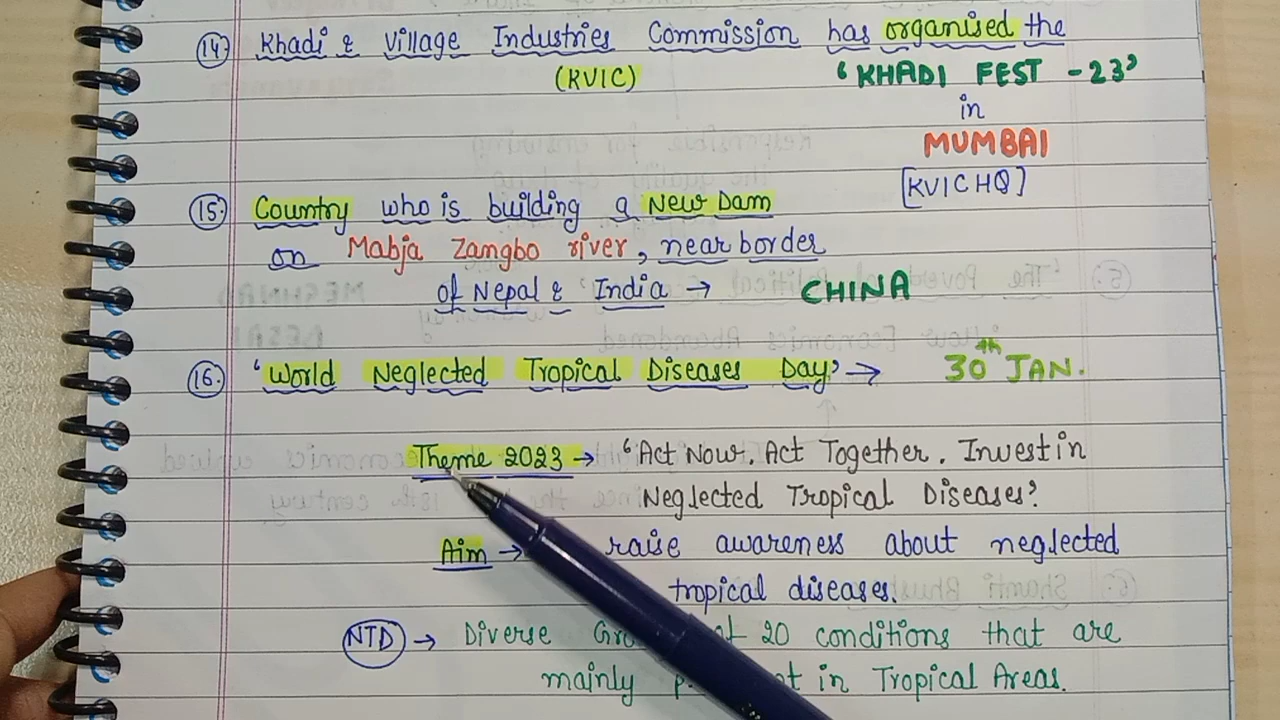 14. Khadi & Village Industries Commission has organised the
(KVIC) 'KHADI FEST - 23'
in
MUMBAI
[KVIC HQ]
15. Country who is building a New Dam
on Mabja Zangbo river, near border
of Nepal & India → CHINA
16. 'World Neglected Tropical Diseases Day' → 30th JAN.
Theme 2023 → 'Act Now. Act Together. Invest in
Neglected Tropical Diseases'.
Aim → raise awareness about neglected
tropical diseases.
NTD → Diverse of 20 conditions that are
mainly in Tropical Areas.